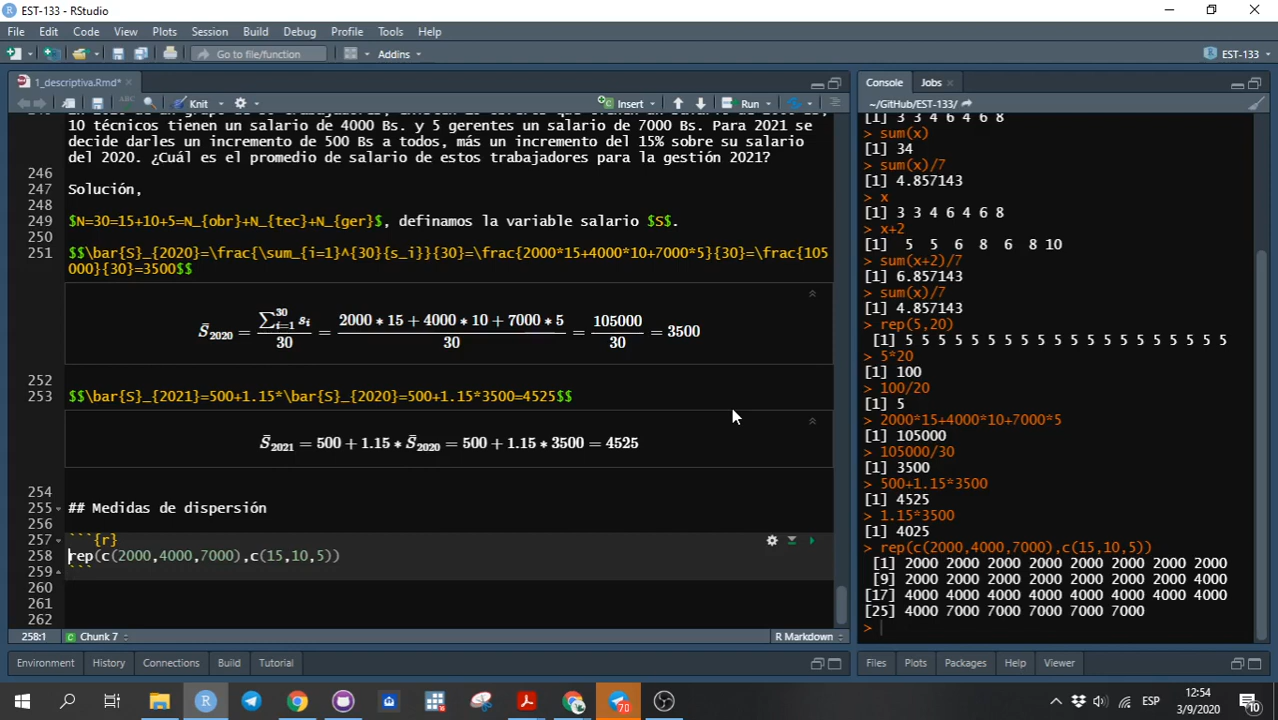 EST-133 - RStudio
File Edit Code View Plots Session Build Debug Profile Tools Help
Go to file/function Addins EST-133
1_descriptiva.Rmd*
ABC Knit Insert Run
10 técnicos tienen un salario de 4000 Bs. y 5 gerentes un salario de 7000 Bs. Para 2021 se
decide darles un incremento de 500 Bs a todos, más un incremento del 15% sobre su salario
del 2020. ¿Cuál es el promedio de salario de estos trabajadores para la gestión 2021?
246
247 Solución,
248
249 $N=30=15+10+5=N_{obr}+N_{tec}+N_{ger}$, definamos la variable salario $S$.
250
251 $$\bar{S}_{2020}=\frac{\sum_{i=1}^{30}{s_i}}{30}=\frac{2000*15+4000*10+7000*5}{30}=\frac{105
000}{30}=3500$$
S̄2020 = ∑30i=1 si / 30 = 2000 * 15 + 4000 * 10 + 7000 * 5 / 30 = 105000 / 30 = 3500
252
253 $$\bar{S}_{2021}=500+1.15*\bar{S}_{2020}=500+1.15*3500=4525$$
S̄2021 = 500 + 1.15 * S̄2020 = 500 + 1.15 * 3500 = 4525
254
255 ## Medidas de dispersión
256
257 ```{r}
258 rep(c(2000,4000,7000),c(15,10,5))
259 ```
260
261
262
258:1 Chunk 7 R Markdown
Environment History Connections Build Tutorial
Console Jobs
~/GitHub/EST-133/
[1] 3 3 4 6 4 6 8
> sum(x)
[1] 34
> sum(x)/7
[1] 4.857143
> x
[1] 3 3 4 6 4 6 8
> x+2
[1] 5 5 6 8 6 8 10
> sum(x+2)/7
[1] 6.857143
> sum(x)/7
[1] 4.857143
> rep(5,20)
[1] 5 5 5 5 5 5 5 5 5 5 5 5 5 5 5 5 5 5 5 5
> 5*20
[1] 100
> 100/20
[1] 5
> 2000*15+4000*10+7000*5
[1] 105000
> 105000/30
[1] 3500
> 500+1.15*3500
[1] 4525
> 1.15*3500
[1] 4025
> rep(c(2000,4000,7000),c(15,10,5))
[1] 2000 2000 2000 2000 2000 2000 2000 2000
[9] 2000 2000 2000 2000 2000 2000 2000 4000
[17] 4000 4000 4000 4000 4000 4000 4000 4000
[25] 4000 7000 7000 7000 7000 7000
>
Files Plots Packages Help Viewer
70 ESP 12:54
3/9/2020 10